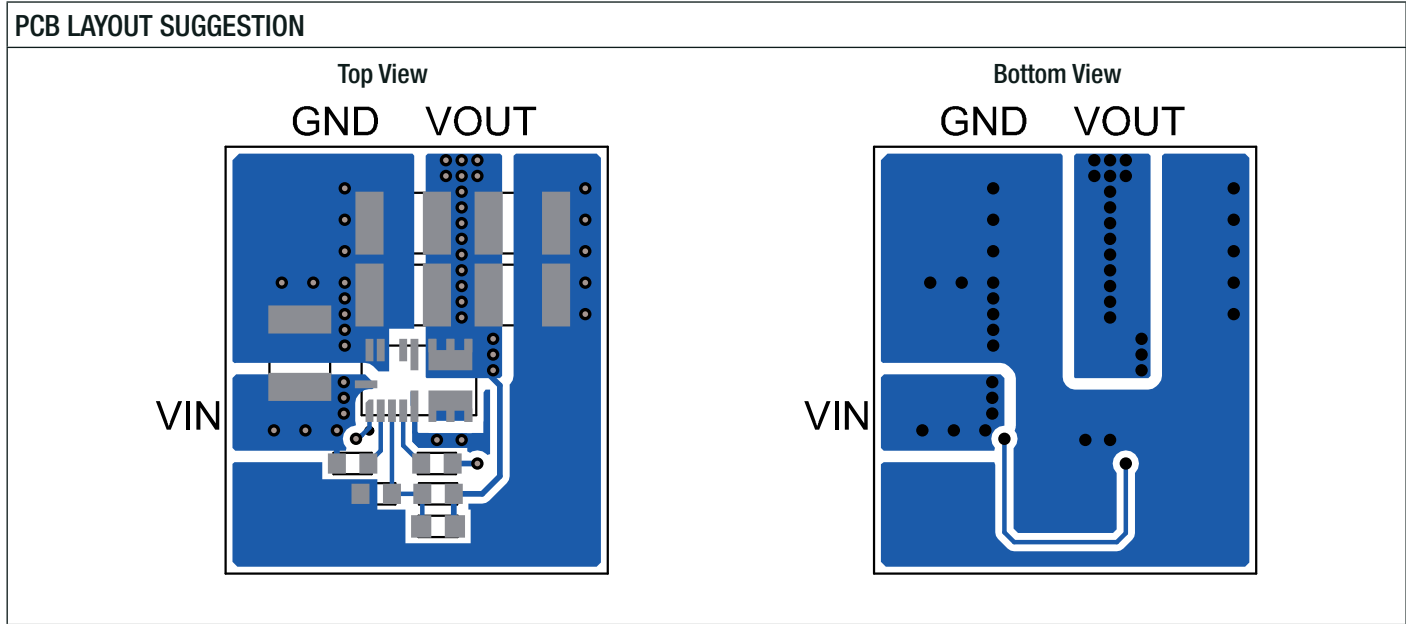 PCB LAYOUT SUGGESTION
Top View
Bottom View
GND VOUT
GND VOUT
VIN
VIN